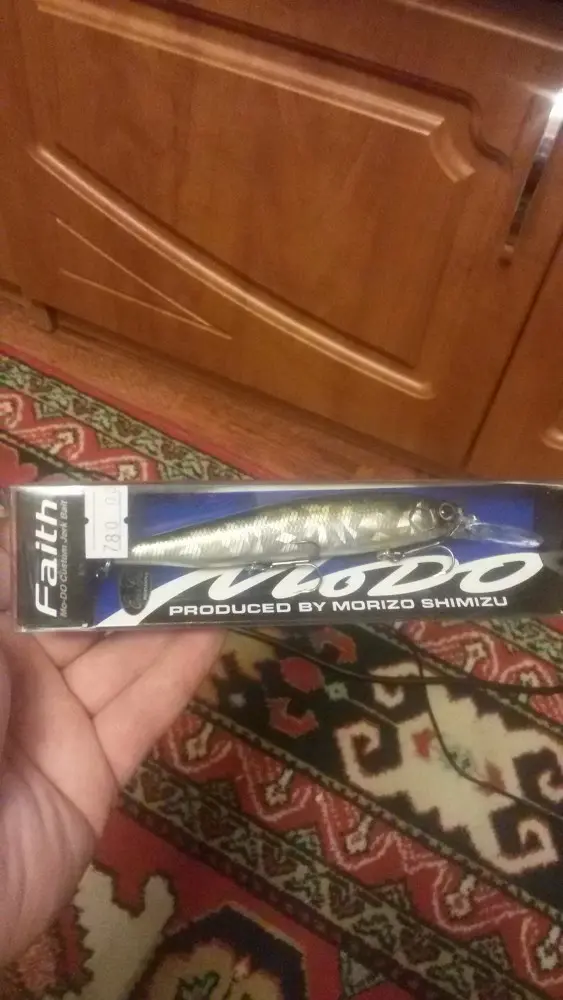 Faith
Mo-DO Custom Jerk Bait
780
MoDO
PRODUCED BY MORIZO SHIMIZU